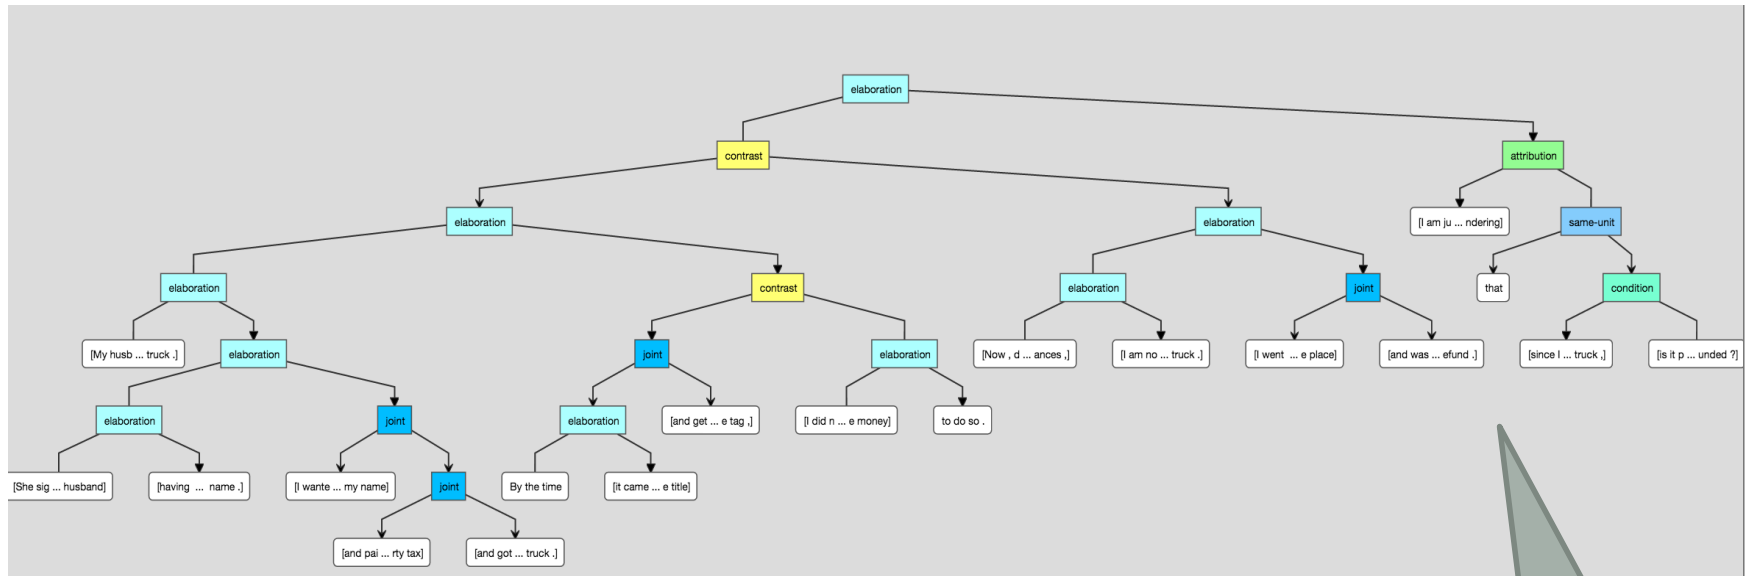 elaboration
contrast
attribution
elaboration
elaboration
[I am ju ... ndering]
same-unit
elaboration
contrast
elaboration
joint
that
condition
[My husb ... truck .]
elaboration
joint
elaboration
[Now , d ... ances ,]
[I am no ... truck .]
[I went ... e place]
[and was ... efund .]
[since I ... truck ,]
[is it p ... unded ?]
elaboration
joint
elaboration
[and get ... e tag ,]
[I did n ... e money]
to do so .
[She sig ... husband]
[having ... name .]
[I wante ... my name]
joint
By the time
[it came ... e title]
[and pai ... rty tax]
[and got ... truck .]